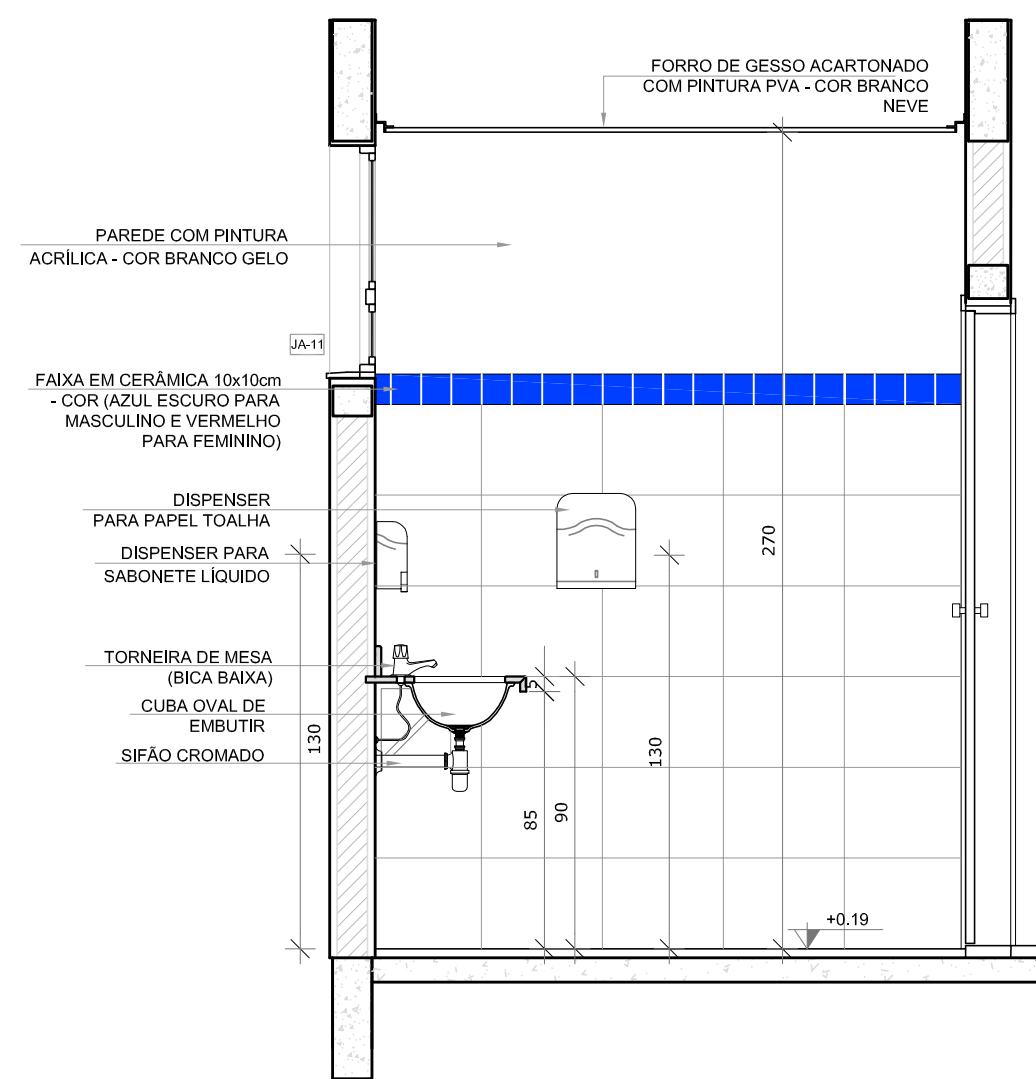 FORRO DE GESSO ACARTONADO
COM PINTURA PVA - COR BRANCO
NEVE
PAREDE COM PINTURA
ACRÍLICA - COR BRANCO GELO
JA-11
FAIXA EM CERÂMICA 10x10cm
- COR (AZUL ESCURO PARA
MASCULINO E VERMELHO
PARA FEMININO)
DISPENSER
PARA PAPEL TOALHA
DISPENSER PARA
SABONETE LÍQUIDO
270
TORNEIRA DE MESA
(BICA BAIXA)
CUBA OVAL DE
EMBUTIR
SIFÃO CROMADO
130
130
85
90
+0.19